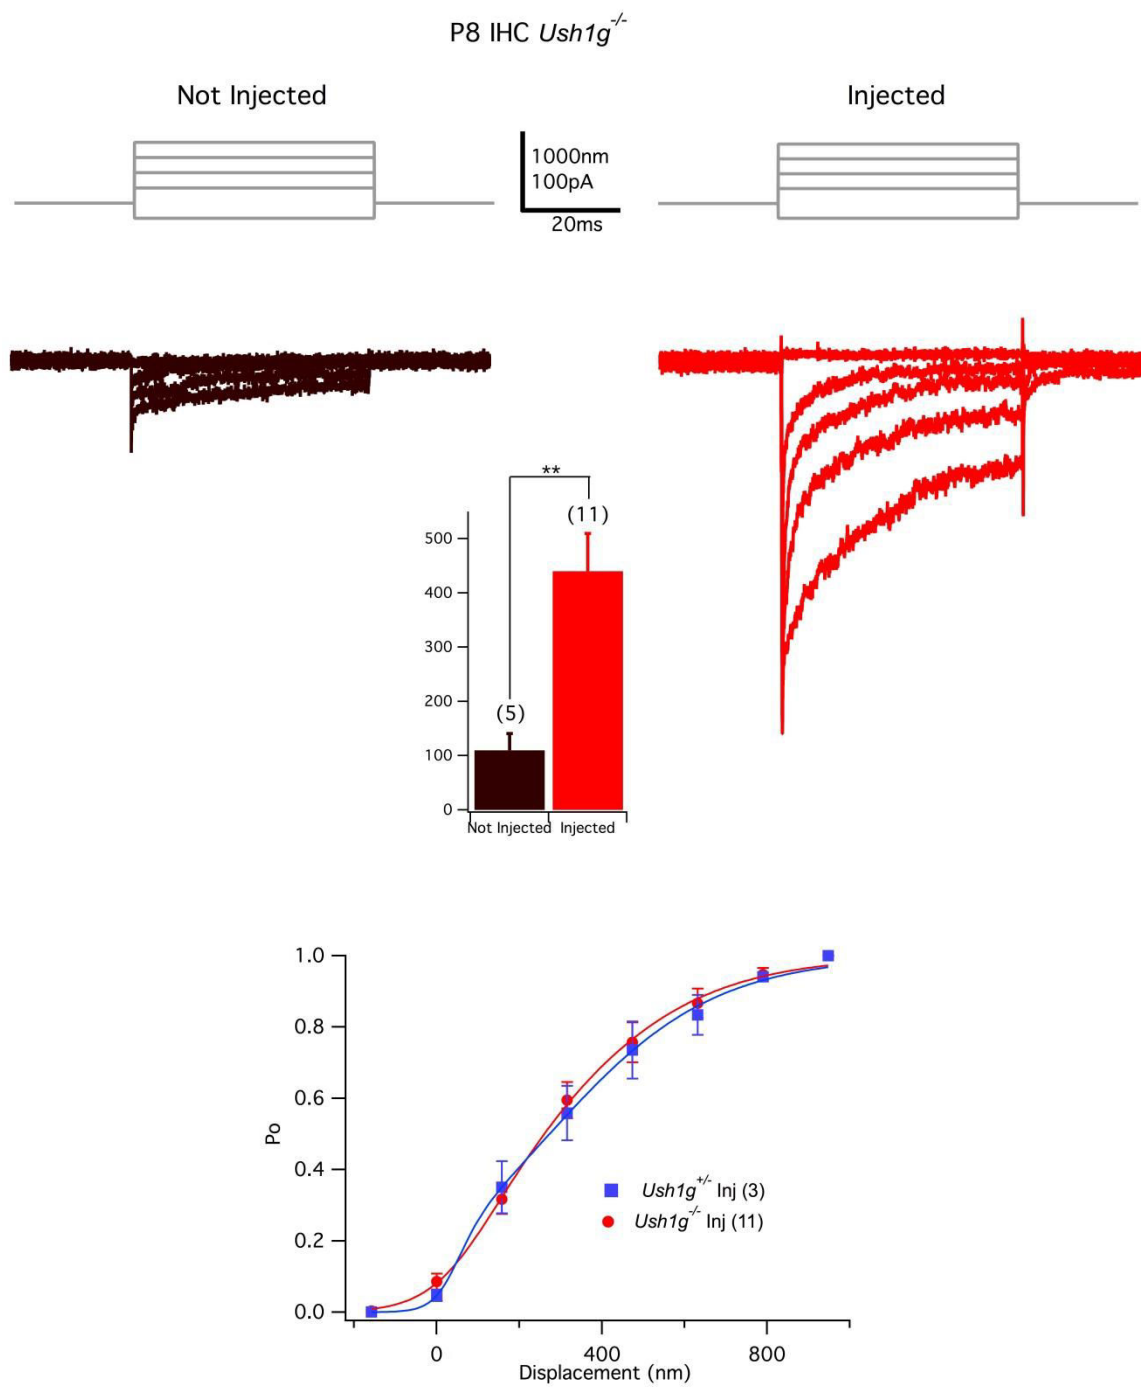 P8 IHC Ush1g-/-
Not Injected
Injected
1000nm
100pA
20ms
**
(11)
(5)
500
400
300
200
100
0
Not Injected
Injected
1.0
0.8
0.6
0.4
0.2
0.0
Po
Ush1g+/- Inj (3)
Ush1g-/- Inj (11)
0
400
800
Displacement (nm)